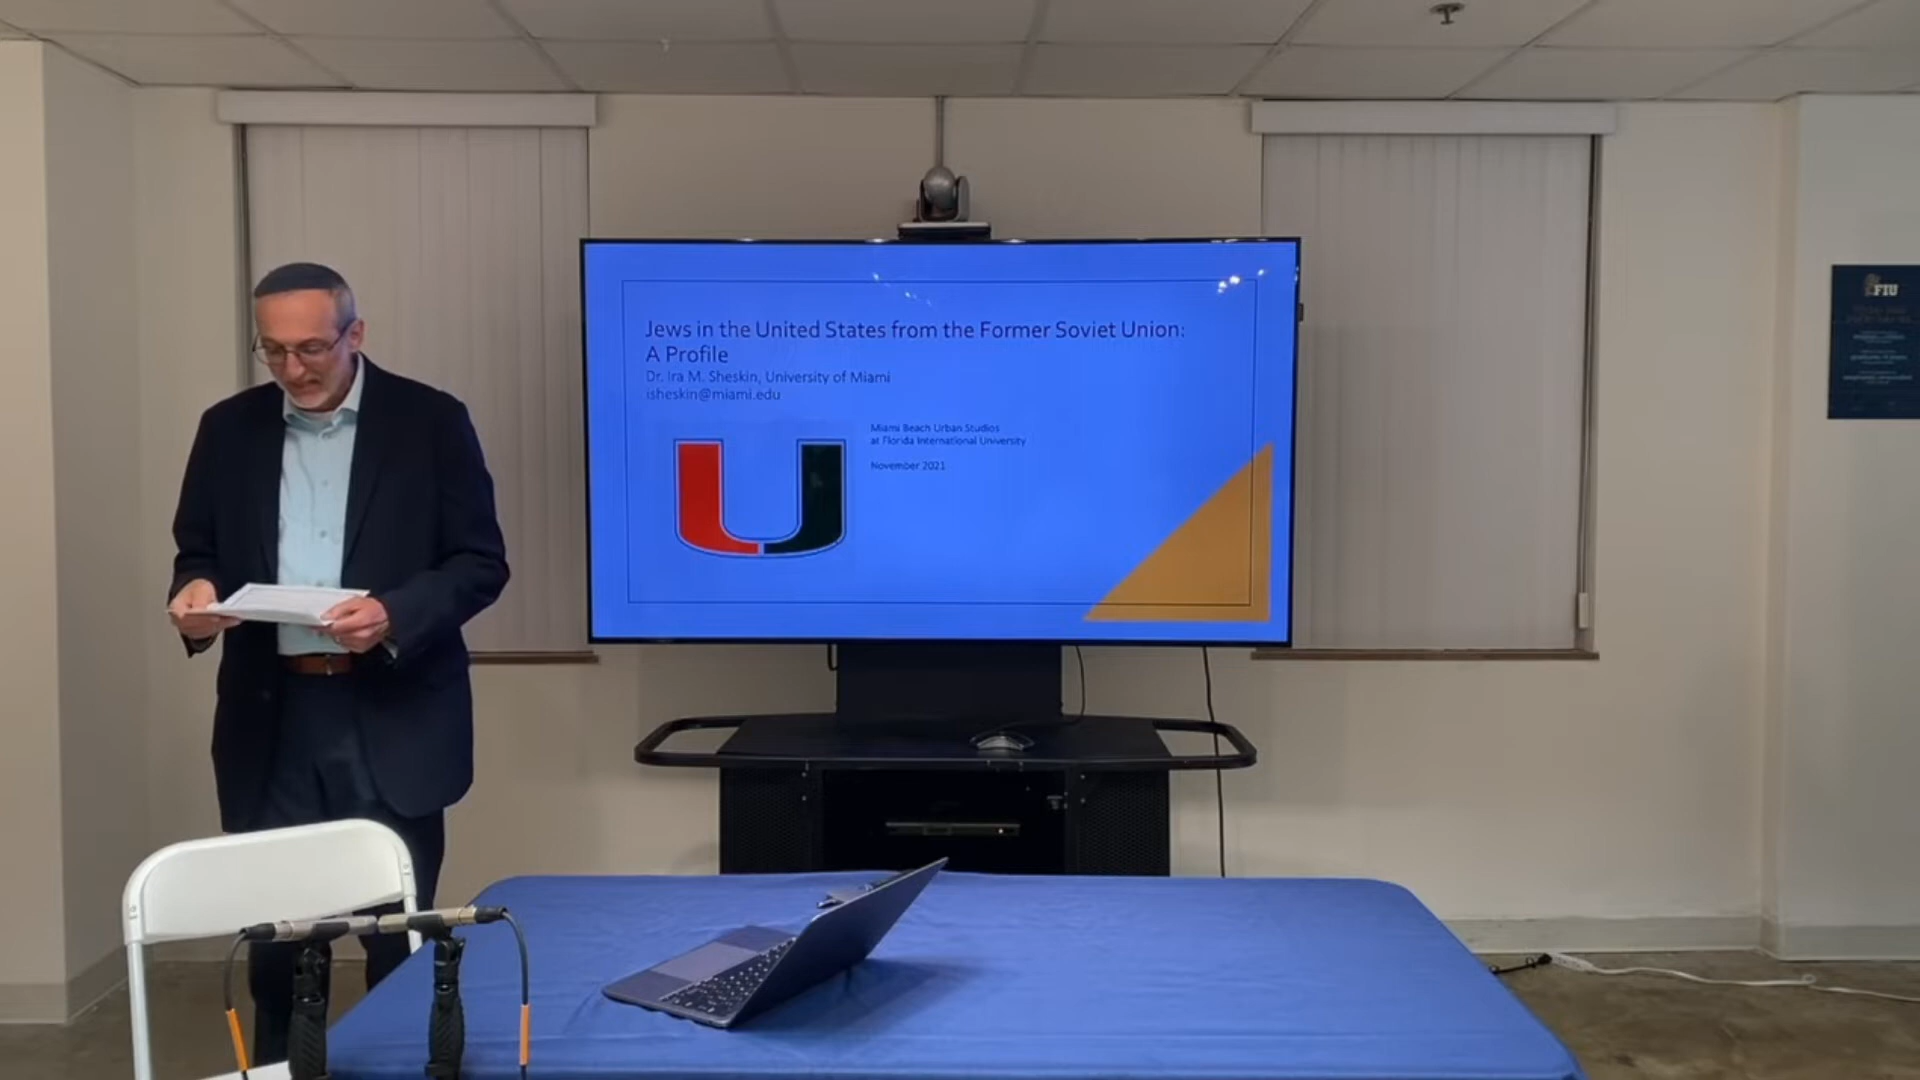 Jews in the United States from the Former Soviet Union:
A Profile
Dr. Ira M. Sheskin, University of Miami
isheskin@miami.edu
Miami Beach Urban Studios
at Florida International University
November 2021
FIU